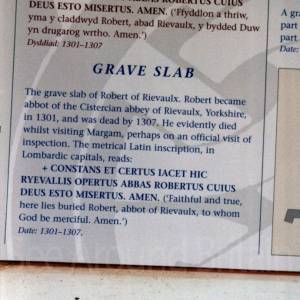 DEUS ESTO MISERTUS. AMEN. ('Ffyddlon a thriw,
yma y claddwyd Robert, abad Rievaulx, y bydded Duw
yn drugarog wrtho. Amen.')
Dyddiad: 1301–1307
GRAVE SLAB
The grave slab of Robert of Rievaulx. Robert became
abbot of the Cistercian abbey of Rievaulx, Yorkshire,
in 1301, and was dead by 1307. He evidently died
whilst visiting Margam, perhaps on an official visit of
inspection. The metrical Latin inscription, in
Lombardic capitals, reads:
+ CONSTANS ET CERTUS IACET HIC
RYEVALLIS OPERTUS ABBAS ROBERTUS CUIUS
DEUS ESTO MISERTUS. AMEN. ('Faithful and true,
here lies buried Robert, abbot of Rievaulx, to whom
God be merciful. Amen.')
Date: 1301–1307.
A gra
part
part
Date: